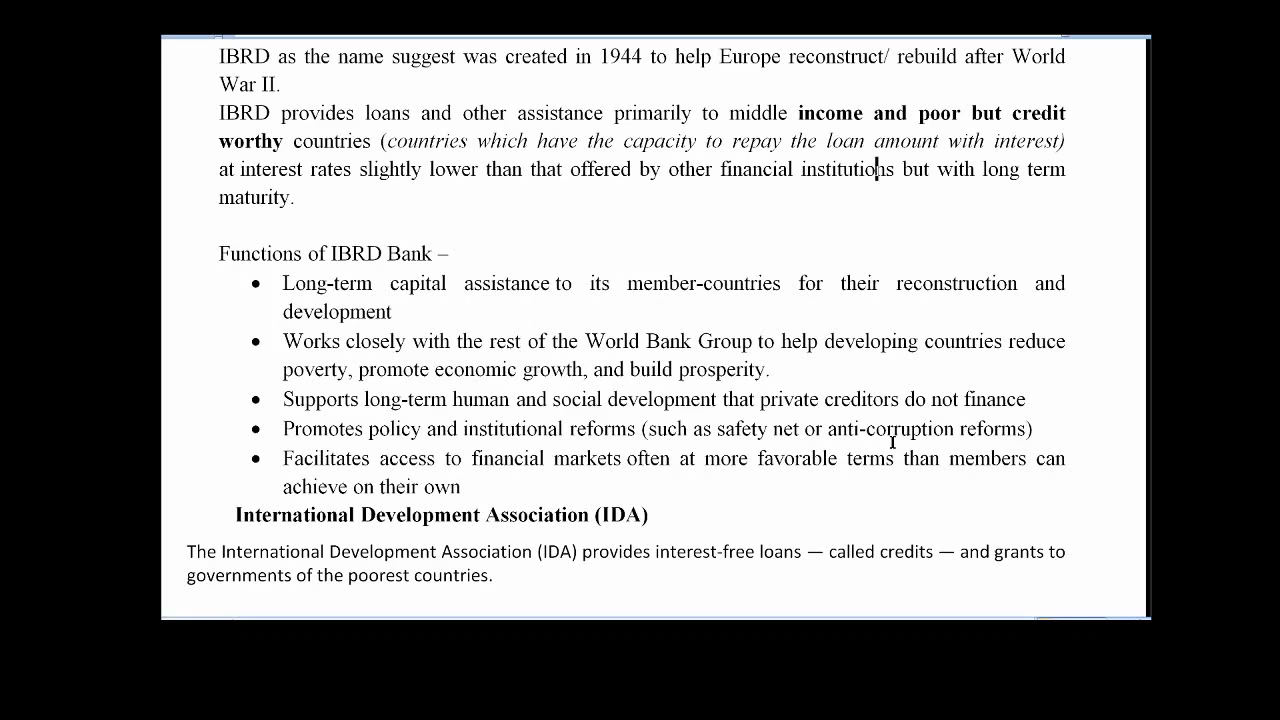 IBRD as the name suggest was created in 1944 to help Europe reconstruct/ rebuild after World
War II.
IBRD provides loans and other assistance primarily to middle income and poor but credit
worthy countries (countries which have the capacity to repay the loan amount with interest)
at interest rates slightly lower than that offered by other financial institutions but with long term
maturity.
Functions of IBRD Bank –
• Long-term capital assistance to its member-countries for their reconstruction and
development
• Works closely with the rest of the World Bank Group to help developing countries reduce
poverty, promote economic growth, and build prosperity.
• Supports long-term human and social development that private creditors do not finance
• Promotes policy and institutional reforms (such as safety net or anti-corruption reforms)
• Facilitates access to financial markets often at more favorable terms than members can
achieve on their own
International Development Association (IDA)
The International Development Association (IDA) provides interest-free loans — called credits — and grants to
governments of the poorest countries.